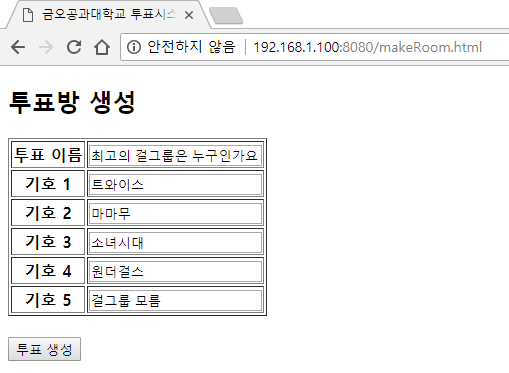 금오공과대학교 투표시스
안전하지 않음 192.168.1.100:8080/makeRoom.html
투표방 생성
투표 이름 최고의 걸그룹은 누구인가요
기호 1 트와이스
기호 2 마마무
기호 3 소녀시대
기호 4 원더걸스
기호 5 걸그룹 모름
투표 생성